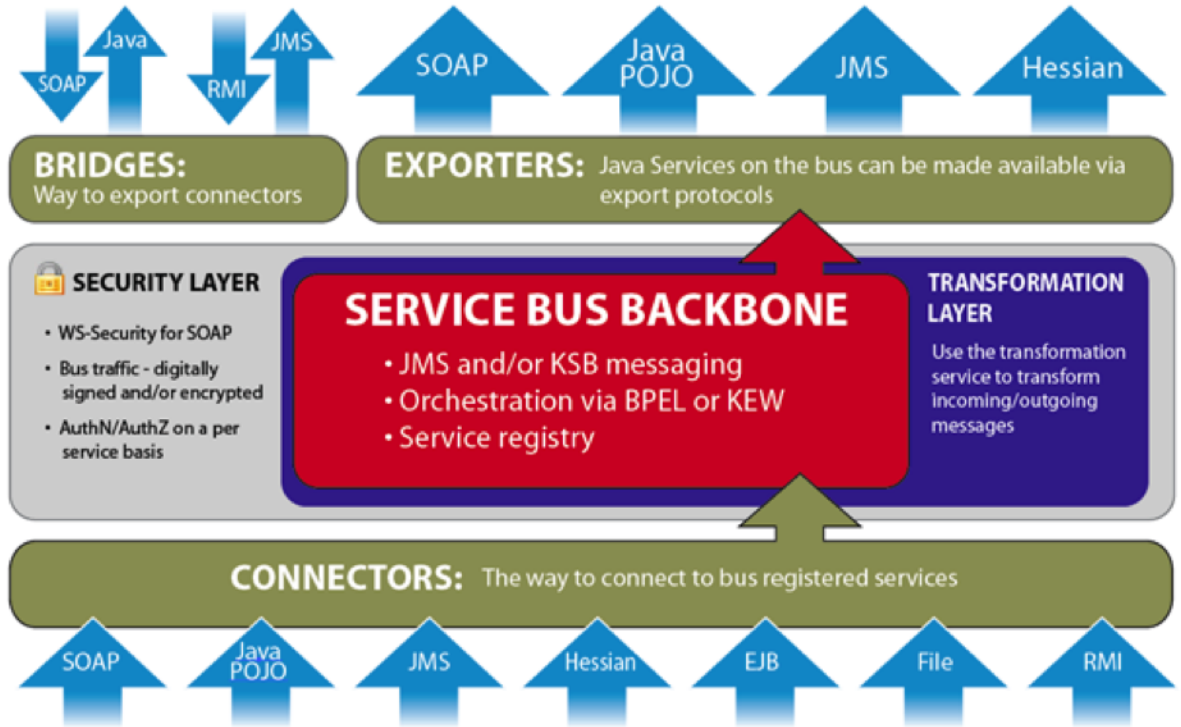 Java
JMS
SOAP
RMI
SOAP
Java
POJO
JMS
Hessian
BRIDGES:
Way to export connectors
EXPORTERS: Java Services on the bus can be made available via
export protocols
SECURITY LAYER
• WS-Security for SOAP
• Bus traffic - digitally
signed and/or encrypted
• AuthN/AuthZ on a per
service basis
SERVICE BUS BACKBONE
• JMS and/or KSB messaging
• Orchestration via BPEL or KEW
• Service registry
TRANSFORMATION
LAYER
Use the transformation
service to transform
incoming/outgoing
messages
CONNECTORS: The way to connect to bus registered services
SOAP
Java
POJO
JMS
Hessian
EJB
File
RMI